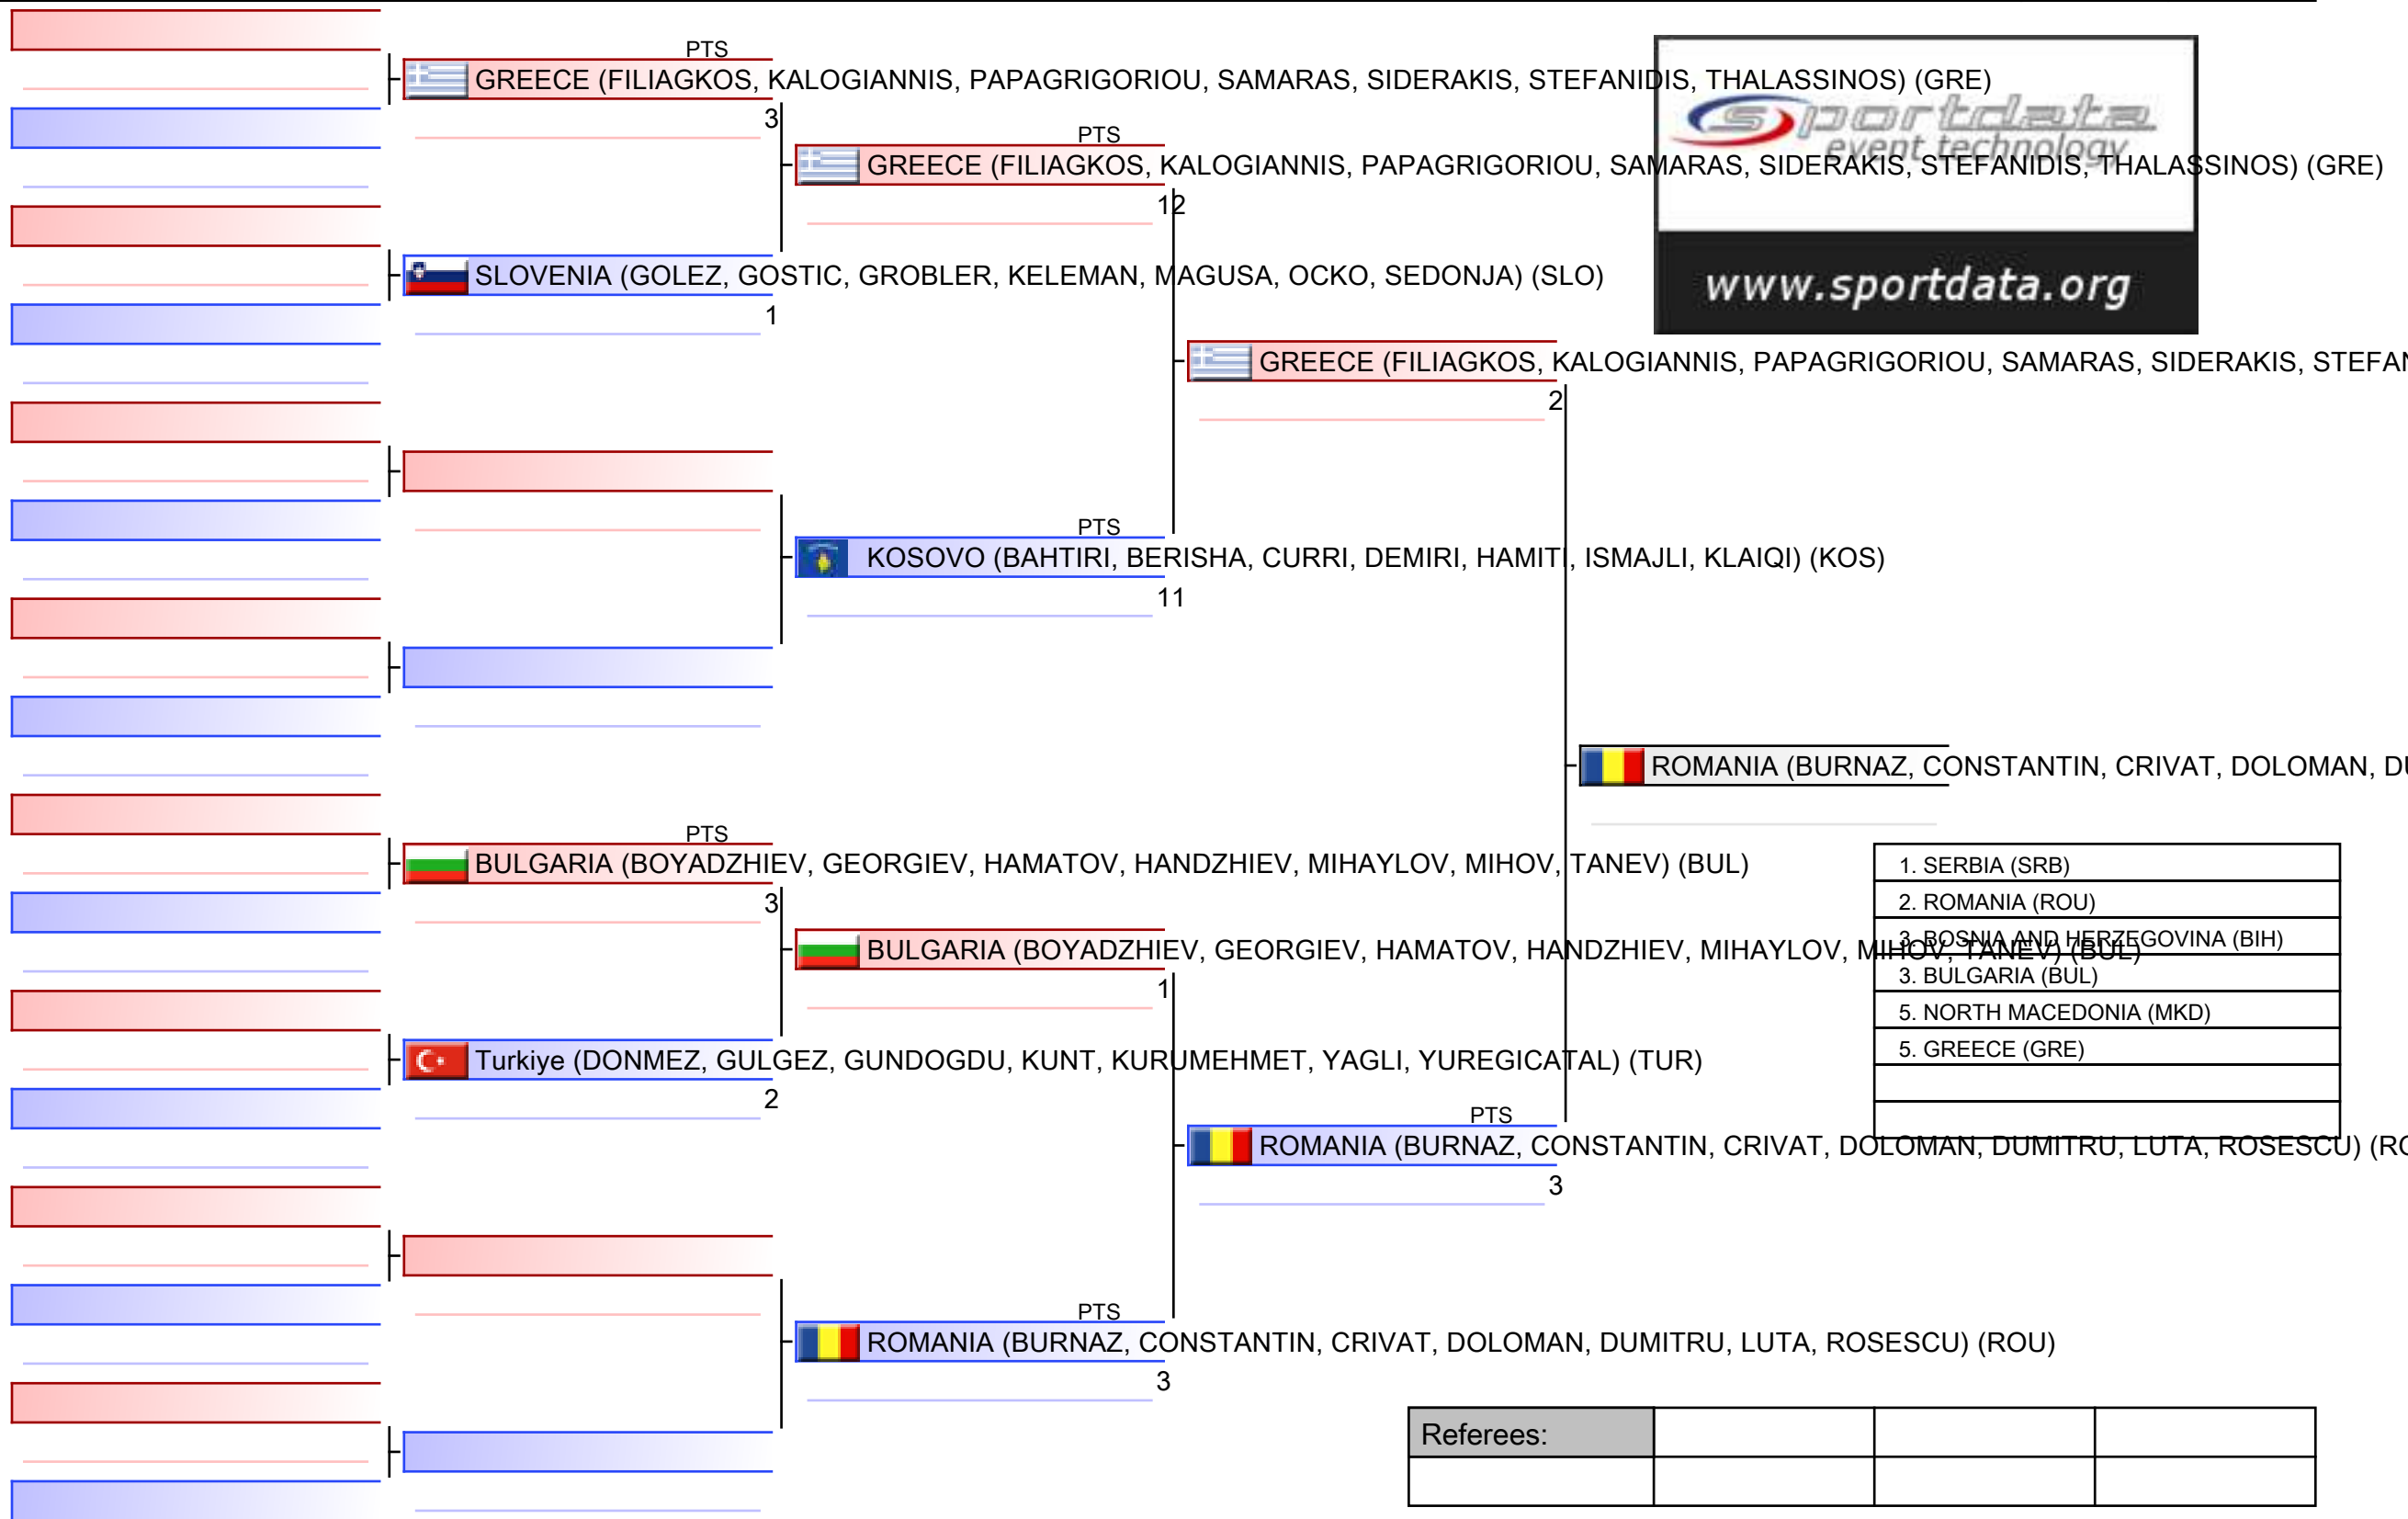 PTS
GREECE (FILIAGKOS, KALOGIANNIS, PAPAGRIGORIOU, SAMARAS, SIDERAKIS, STEFANIDIS, THALASSINOS) (GRE)
3
sportdata
event technology
PTS
GREECE (FILIAGKOS, KALOGIANNIS, PAPAGRIGORIOU, SAMARAS, SIDERAKIS, STEFANIDIS, THALASSINOS) (GRE)
12
SLOVENIA (GOLEZ, GOSTIC, GROBLER, KELEMAN, MAGUSA, OCKO, SEDONJA) (SLO)
1
www.sportdata.org
GREECE (FILIAGKOS, KALOGIANNIS, PAPAGRIGORIOU, SAMARAS, SIDERAKIS, STEFAN
2
PTS
KOSOVO (BAHTIRI, BERISHA, CURRI, DEMIRI, HAMITI, ISMAJLI, KLAIQI) (KOS)
11
ROMANIA (BURNAZ, CONSTANTIN, CRIVAT, DOLOMAN, DU
PTS
BULGARIA (BOYADZHIEV, GEORGIEV, HAMATOV, HANDZHIEV, MIHAYLOV, MIHOV, TANEV) (BUL)
3
1. SERBIA (SRB)
2. ROMANIA (ROU)
3. BOSNIA AND HERZEGOVINA (BIH)
BULGARIA (BOYADZHIEV, GEORGIEV, HAMATOV, HANDZHIEV, MIHAYLOV, MIHOV, TANEV) (BUL)
1
3. BULGARIA (BUL)
5. NORTH MACEDONIA (MKD)
5. GREECE (GRE)
Turkiye (DONMEZ, GULGEZ, GUNDOGDU, KUNT, KURUMEHMET, YAGLI, YUREGICATAL) (TUR)
2
PTS
ROMANIA (BURNAZ, CONSTANTIN, CRIVAT, DOLOMAN, DUMITRU, LUTA, ROSESCU) (RO
3
PTS
ROMANIA (BURNAZ, CONSTANTIN, CRIVAT, DOLOMAN, DUMITRU, LUTA, ROSESCU) (ROU)
3
Referees: